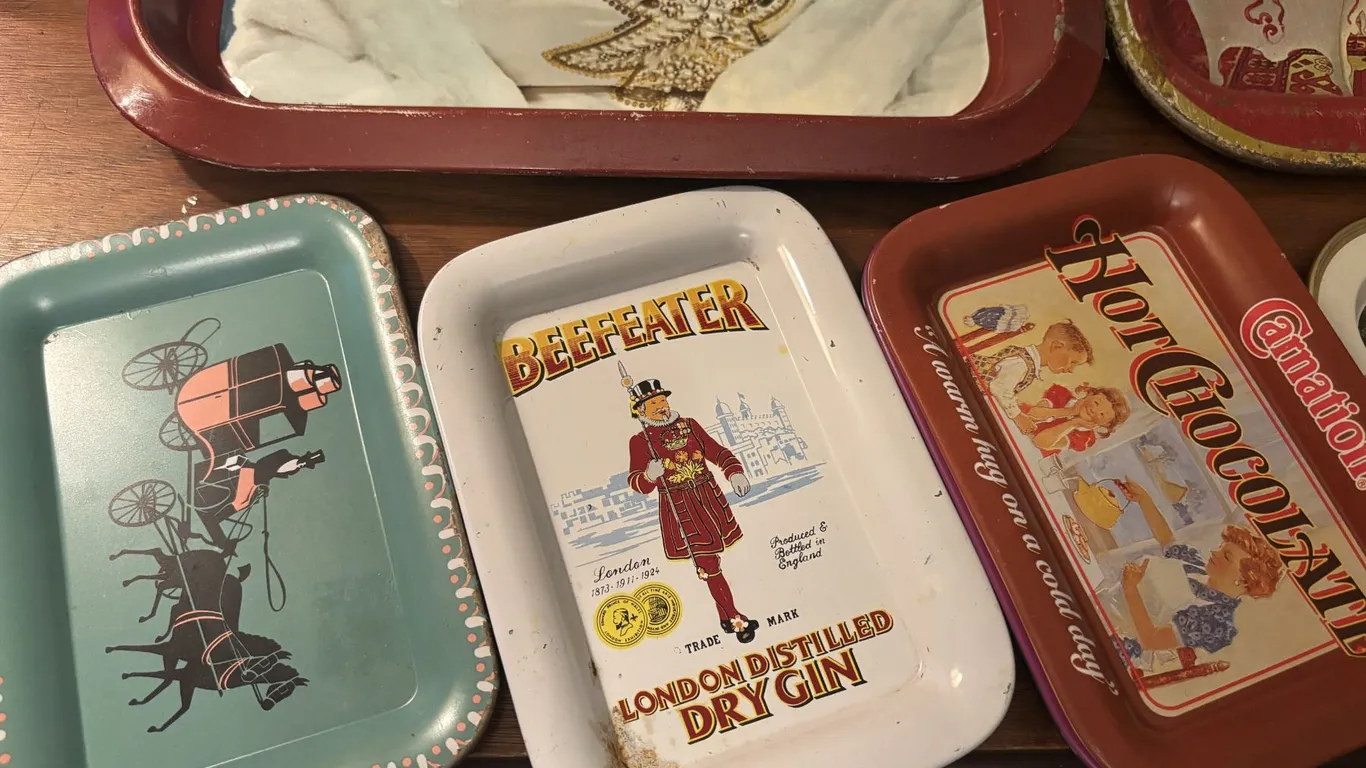 BEEFEATER
London
1873 · 1911 · 1924
Produced &
Bottled in
England
TRADE MARK
LONDON DISTILLED
DRY GIN
Carnation®
HOT CHOCOLATE
"A warm hug on a cold day"